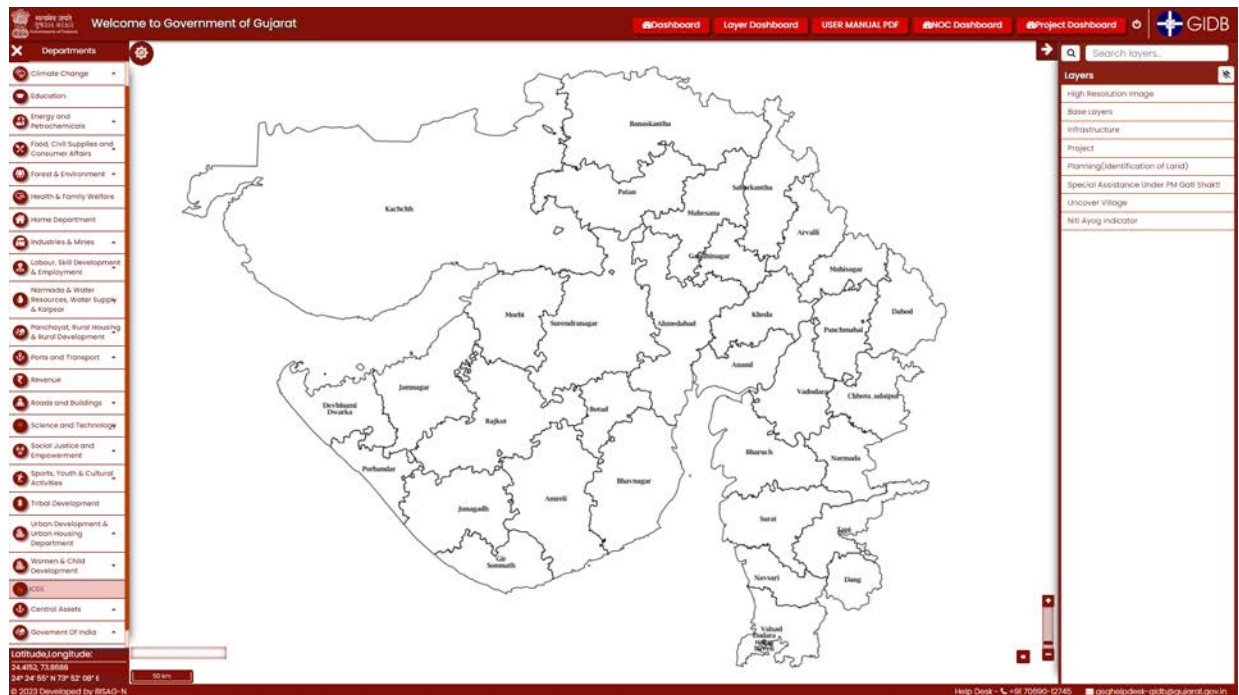 सत्यमेव जयते
Government of Gujarat
Welcome to Government of Gujarat
Dashboard
Layer Dashboard
USER MANUAL PDF
NOC Dashboard
Project Dashboard
GIDB
Departments
Climate Change
Education
Energy and
Petrochemicals
Food, Civil Supplies and
Consumer Affairs
Forest & Environment
Health & Family Welfare
Home Department
Industries & Mines
Labour, Skill Development
& Employment
Narmada & Water
Resources, Water Supply
& Kalpsar
Panchayat, Rural Housing
& Rural Development
Ports and Transport
Revenue
Roads and Buildings
Science and Technology
Social Justice and
Empowerment
Sports, Youth & Cultural
Activities
Tribal Development
Urban Development &
Urban Housing
Department
Women & Child
Development
Central Assets
Goverment Of India
Latitude,Longitude:
24.4152, 73.8688
24° 24' 55" N 73° 52' 08" E
© 2023 Developed by BISAG-N
Banaskantha
Patan
Sabarkantha
Kachchh
Mahesana
Arvalli
Gandhinagar
Mahisagar
Morbi
Surendranagar
Ahmedabad
Kheda
Dahod
Panchmahal
Anand
Jamnagar
Vadodara
Chhota_udaipur
Devbhumi
Dwarka
Botad
Rajkot
Bharuch
Narmada
Porbandar
Bhavnagar
Amreli
Junagadh
Surat
Tapi
Gir
Somnath
Navsari
Dang
Valsad
Dadara
50 km
Search layers..
Layers
High Resolution Image
Base Layers
Infrastructure
Project
Planning(Identification of Land)
Special Assistance Under PM Gati Shakti
Uncover Village
Niti Ayog Indicator
Help Desk - +91 70690-12745
gsghelpdesk-gidb@gujarat.gov.in